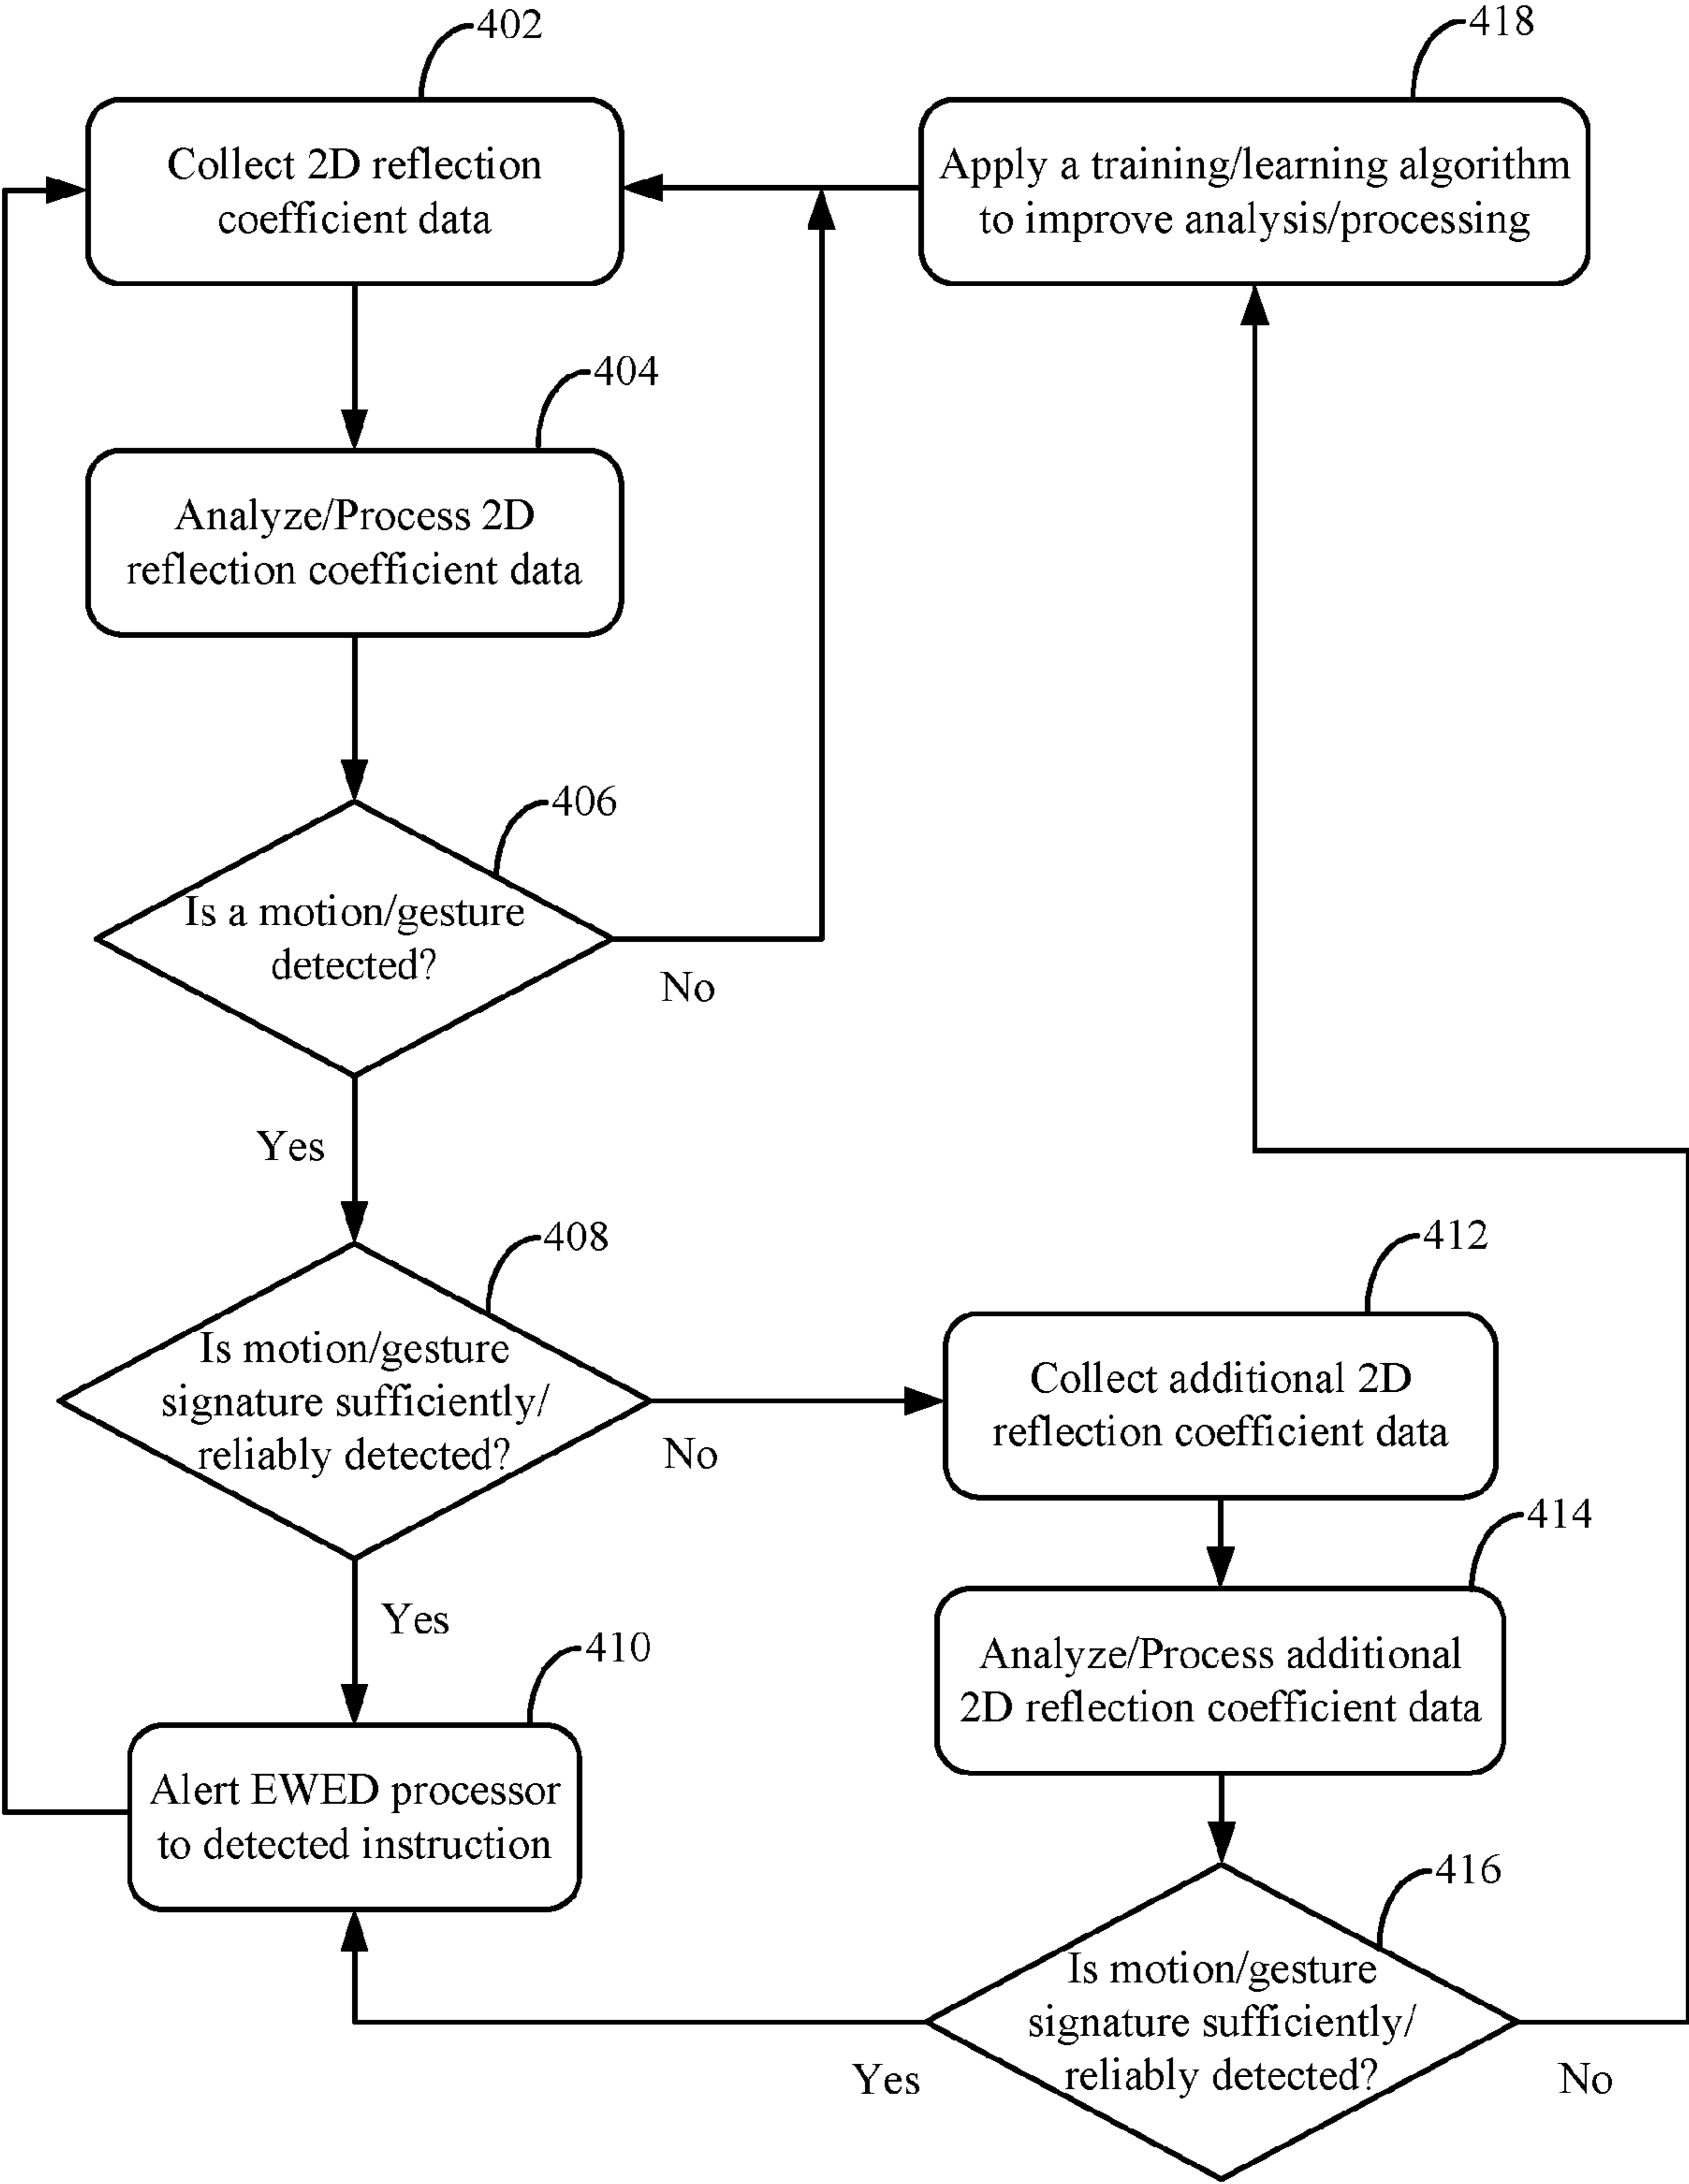 402
Collect 2D reflection
coefficient data
418
Apply a training/learning algorithm
to improve analysis/processing
404
Analyze/Process 2D
reflection coefficient data
406
Is a motion/gesture
detected?
No
Yes
408
Is motion/gesture
signature sufficiently/
reliably detected?
No
Yes
412
Collect additional 2D
reflection coefficient data
414
Analyze/Process additional
2D reflection coefficient data
410
Alert EWED processor
to detected instruction
416
Is motion/gesture
signature sufficiently/
reliably detected?
Yes
No